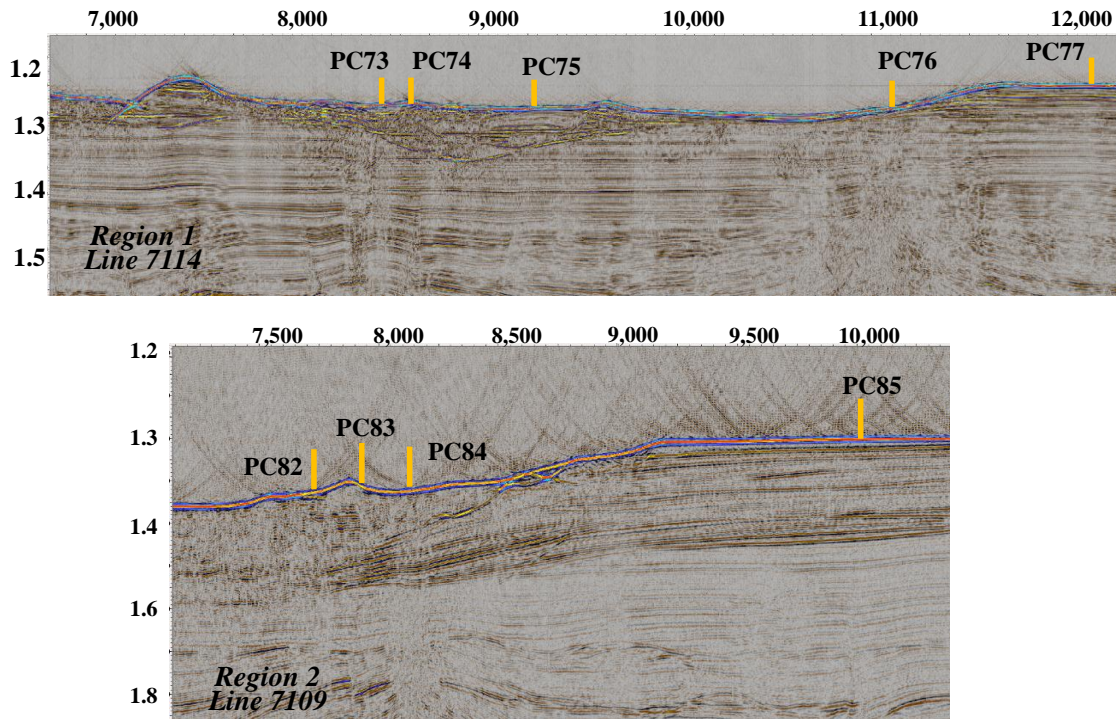 7,000 8,000 9,000 10,000 11,000 12,000
1.2
1.3
1.4
1.5
PC73 PC74 PC75 PC76 PC77
Region 1
Line 7114
7,500 8,000 8,500 9,000 9,500 10,000
1.2
1.3
1.4
1.6
1.6
1.8
PC82 PC83 PC84 PC85
Region 2
Line 7109